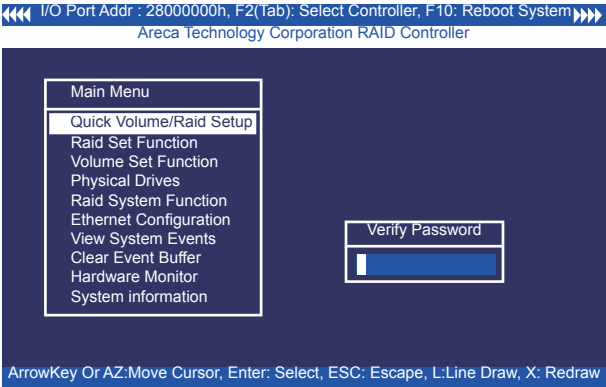 I/O Port Addr : 28000000h, F2(Tab): Select Controller, F10: Reboot System
Areca Technology Corporation RAID Controller
Main Menu
Quick Volume/Raid Setup
Raid Set Function
Volume Set Function
Physical Drives
Raid System Function
Ethernet Configuration
View System Events
Clear Event Buffer
Hardware Monitor
System information
Verify Password
ArrowKey Or AZ:Move Cursor, Enter: Select, ESC: Escape, L:Line Draw, X: Redraw